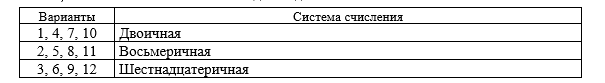 Варианты Система счисления
1, 4, 7, 10 Двоичная
2, 5, 8, 11 Восьмеричная
3, 6, 9, 12 Шестнадцатеричная